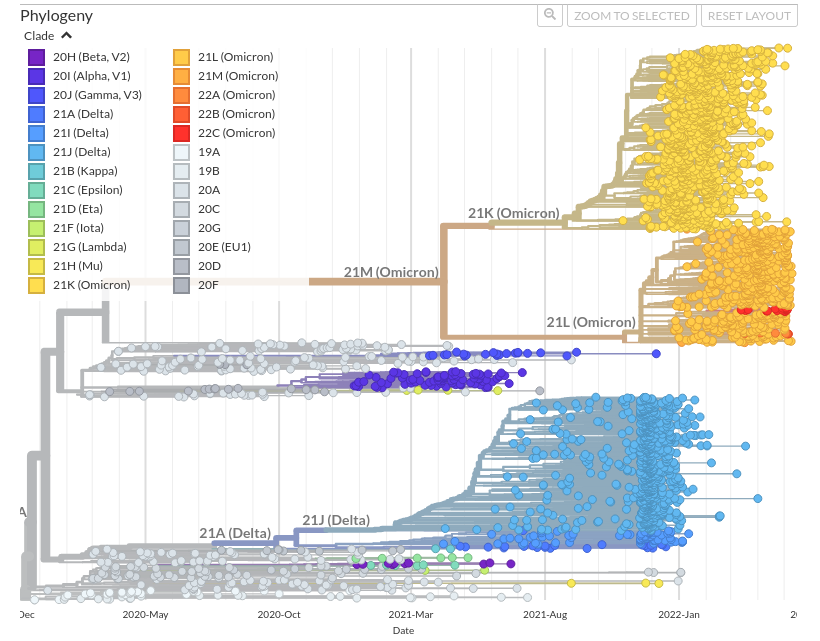 Phylogeny
ZOOM TO SELECTED
RESET LAYOUT
Clade
20H (Beta, V2)
20I (Alpha, V1)
20J (Gamma, V3)
21A (Delta)
21I (Delta)
21J (Delta)
21B (Kappa)
21C (Epsilon)
21D (Eta)
21F (Iota)
21G (Lambda)
21H (Mu)
21K (Omicron)
21L (Omicron)
21M (Omicron)
22A (Omicron)
22B (Omicron)
22C (Omicron)
19A
19B
20A
20C
20G
20E (EU1)
20D
20F
21K (Omicron)
21M (Omicron)
21L (Omicron)
21J (Delta)
21A (Delta)
A
Dec
2020-May
2020-Oct
2021-Mar
2021-Aug
2022-Jan
Date